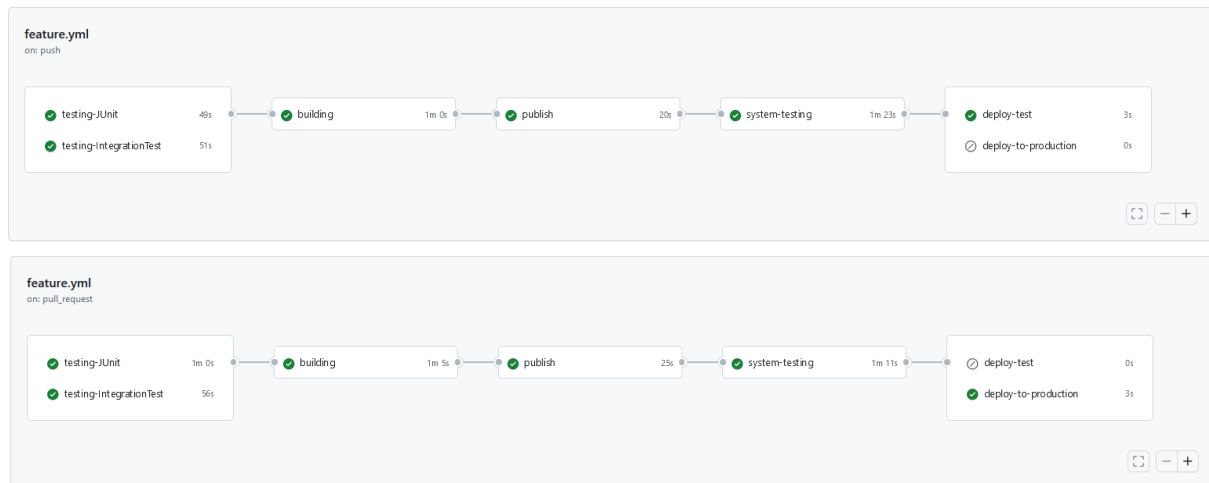 feature.yml
on: push
testing-JUnit 49s
testing-IntegrationTest 51s
building 1m 0s
publish 20s
system-testing 1m 23s
deploy-test 3s
deploy-to-production 0s
feature.yml
on: pull_request
testing-JUnit 1m 0s
testing-IntegrationTest 56s
building 1m 5s
publish 25s
system-testing 1m 11s
deploy-test 0s
deploy-to-production 3s